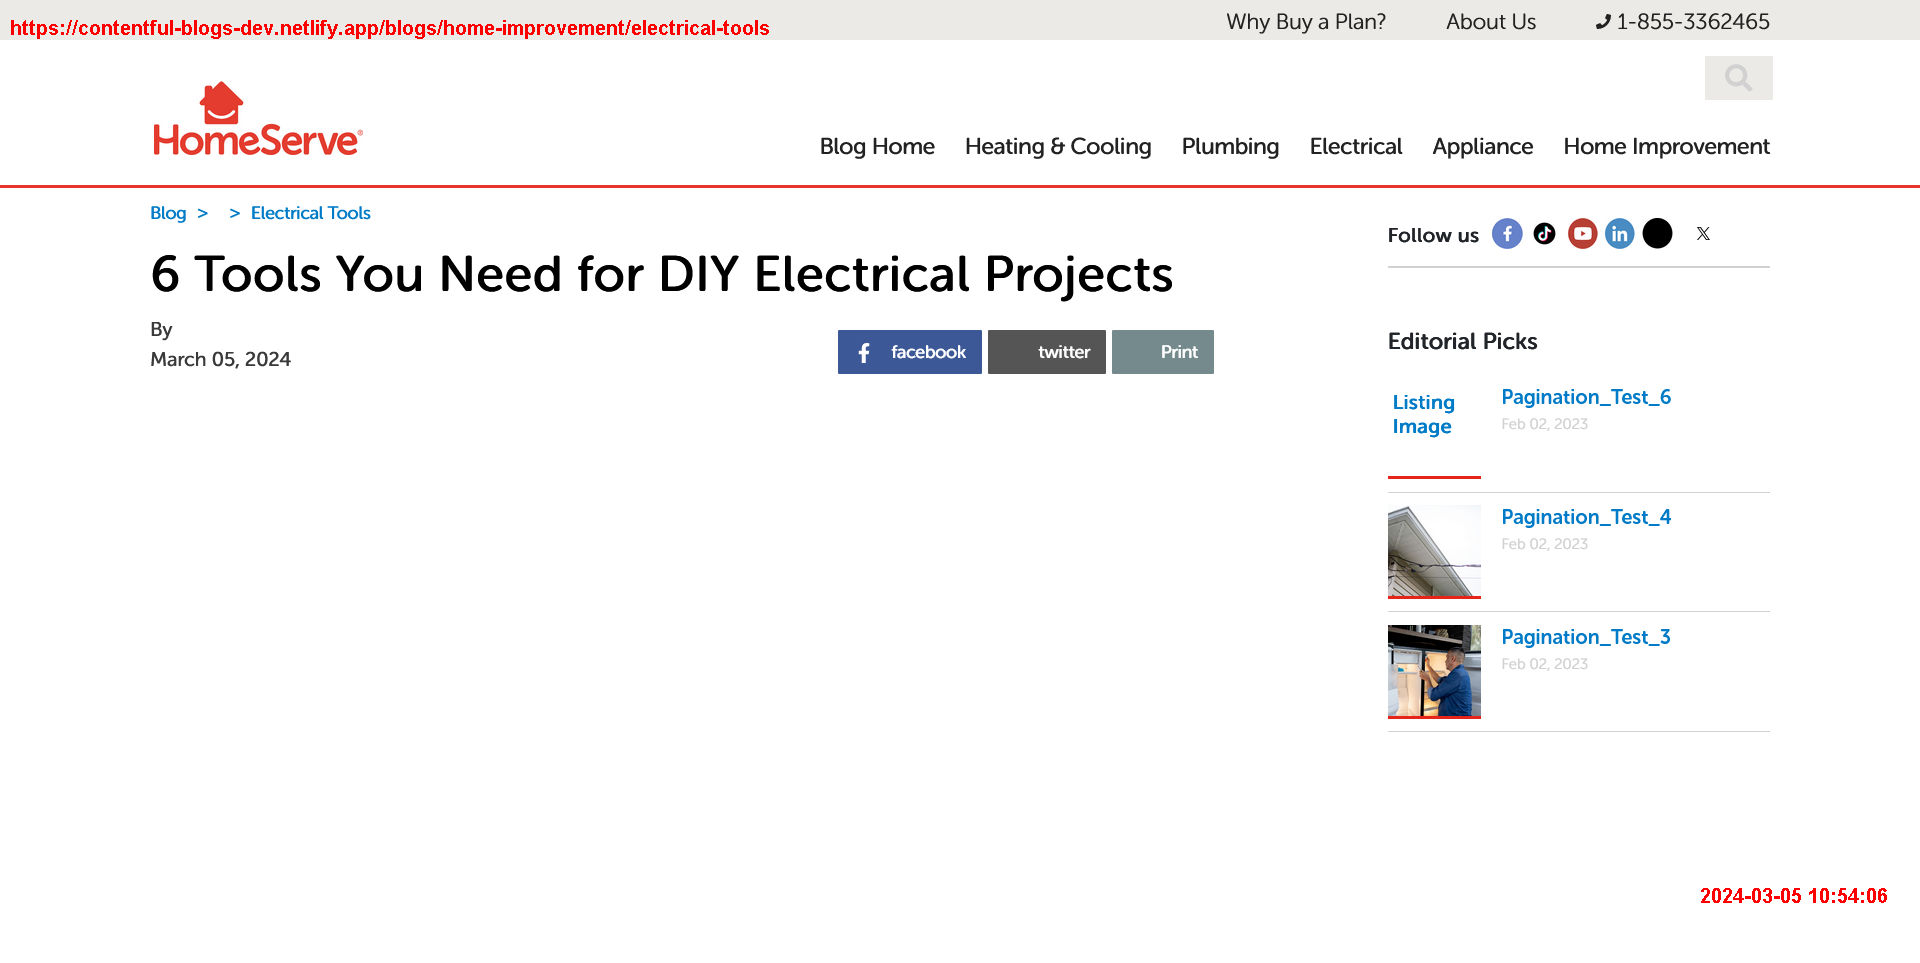 https://contentful-blogs-dev.netlify.app/blogs/home-improvement/electrical-tools
Why Buy a Plan? About Us 1-855-3362465
HomeServe®
Blog Home Heating & Cooling Plumbing Electrical Appliance Home Improvement
Blog > > Electrical Tools
6 Tools You Need for DIY Electrical Projects
By
March 05, 2024
facebook twitter Print
Follow us
Editorial Picks
Listing Image
Pagination_Test_6
Feb 02, 2023
Pagination_Test_4
Feb 02, 2023
Pagination_Test_3
Feb 02, 2023
2024-03-05 10:54:06